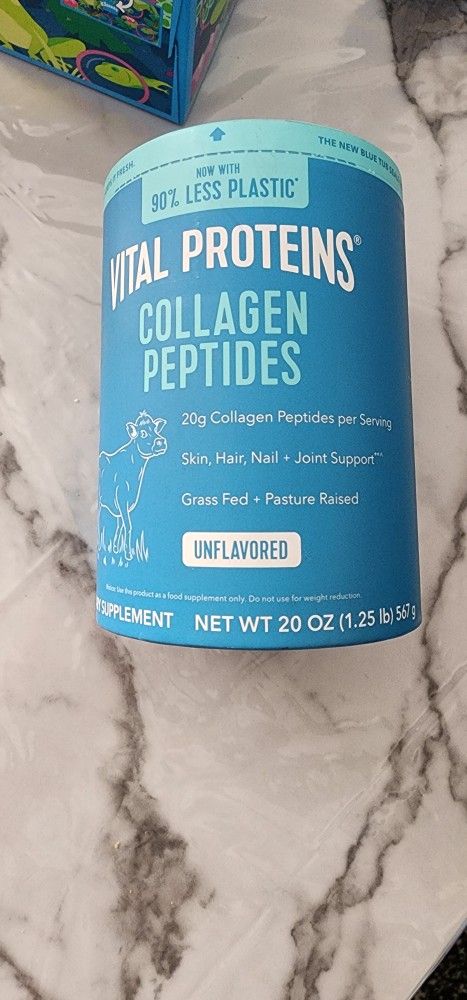 FRESH.
THE NEW BLUE TUB
NOW WITH
90% LESS PLASTIC*
VITAL PROTEINS®
COLLAGEN
PEPTIDES
20g Collagen Peptides per Serving
Skin, Hair, Nail + Joint Support**^
Grass Fed + Pasture Raised
UNFLAVORED
Notice: Use this product as a food supplement only. Do not use for weight reduction.
Y SUPPLEMENT NET WT 20 OZ (1.25 lb) 567 g